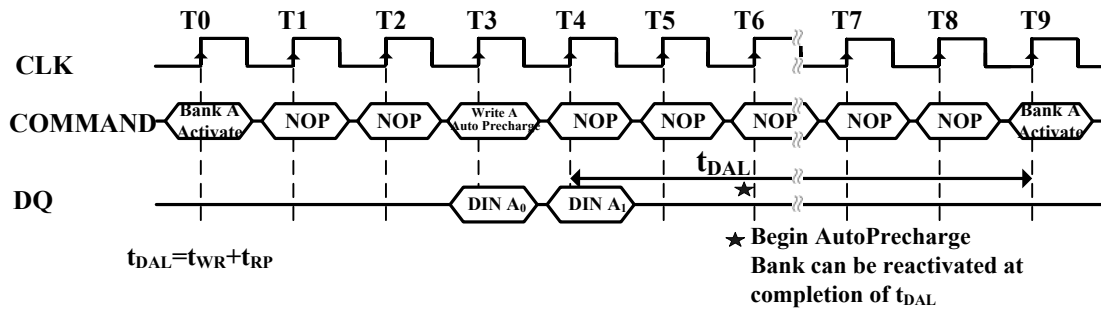 T0 T1 T2 T3 T4 T5 T6 T7 T8 T9
CLK
COMMAND
Bank A
Activate
NOP
NOP
Write A
Auto Precharge
NOP
NOP
NOP
NOP
NOP
Bank A
Activate
tDAL
DQ
DIN A0
DIN A1
tDAL=tWR+tRP
★ Begin AutoPrecharge
Bank can be reactivated at
completion of tDAL